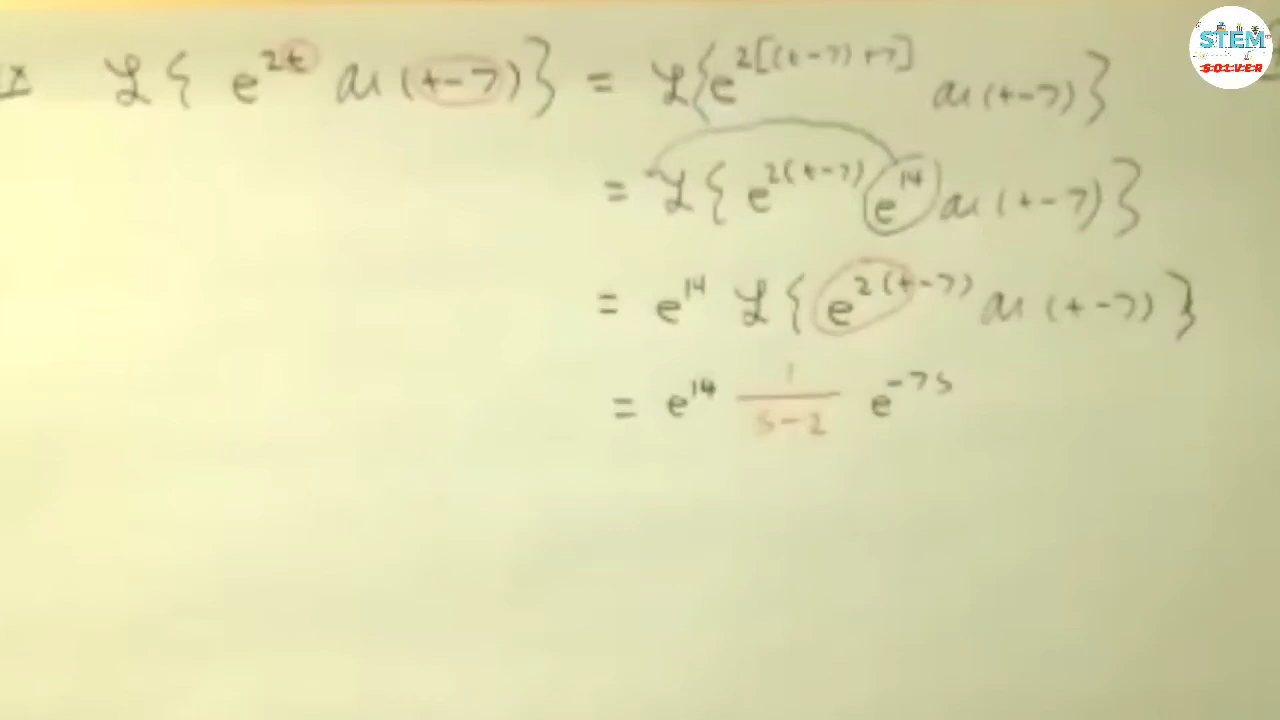 ℒ{ e^{2t} u(t-7)} = ℒ{e^{2[(t-7)+7]} u(t-7)}
= ℒ{ e^{2(t-7)} e^{14} u(t-7)}
= e^{14} ℒ{ e^{2(t-7)} u(t-7)}
= e^{14} \frac{1}{s-2} e^{-7s}
STEM
SOLVER